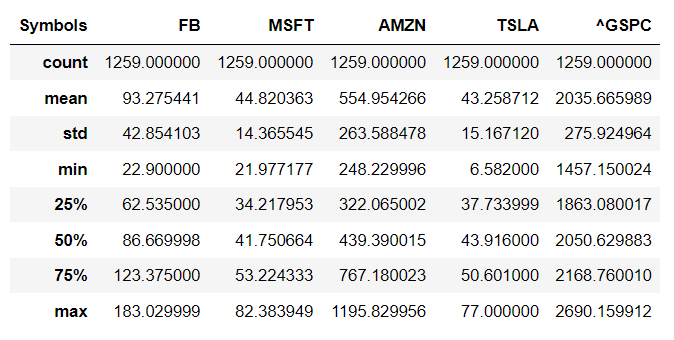 Symbols FB MSFT AMZN TSLA ^GSPC
count 1259.000000 1259.000000 1259.000000 1259.000000 1259.000000
mean 93.275441 44.820363 554.954266 43.258712 2035.665989
std 42.854103 14.365545 263.588478 15.167120 275.924964
min 22.900000 21.977177 248.229996 6.582000 1457.150024
25% 62.535000 34.217953 322.065002 37.733999 1863.080017
50% 86.669998 41.750664 439.390015 43.916000 2050.629883
75% 123.375000 53.224333 767.180023 50.601000 2168.760010
max 183.029999 82.383949 1195.829956 77.000000 2690.159912